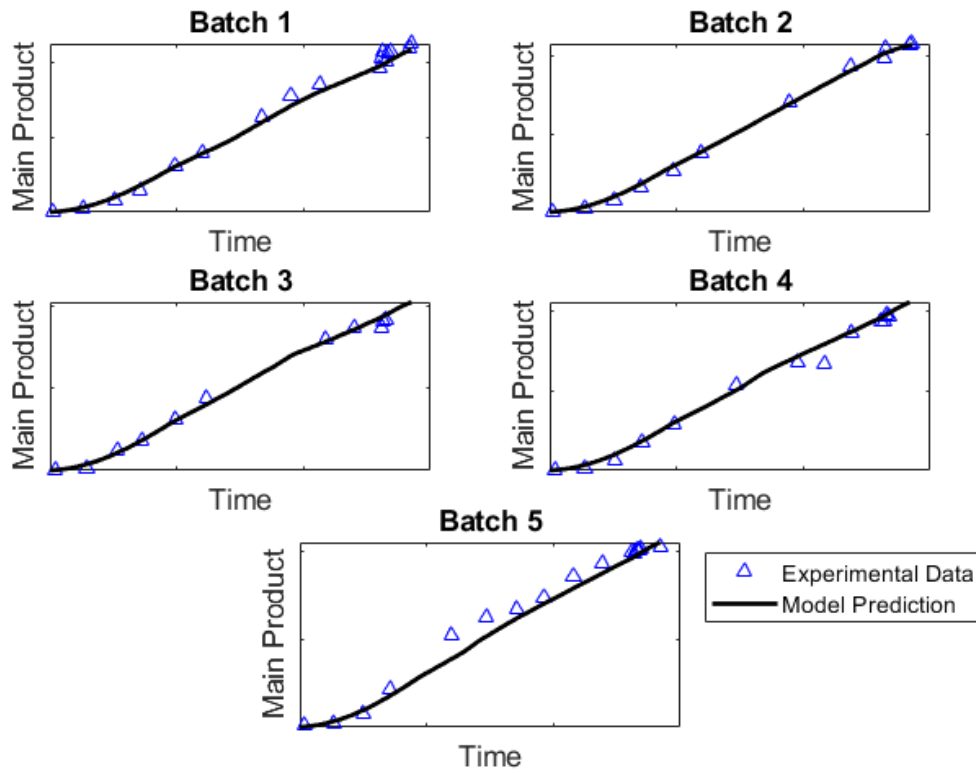 Batch 1
Main Product
Time
Batch 2
Main Product
Time
Batch 3
Main Product
Time
Batch 4
Main Product
Time
Batch 5
Main Product
Time
Experimental Data
Model Prediction